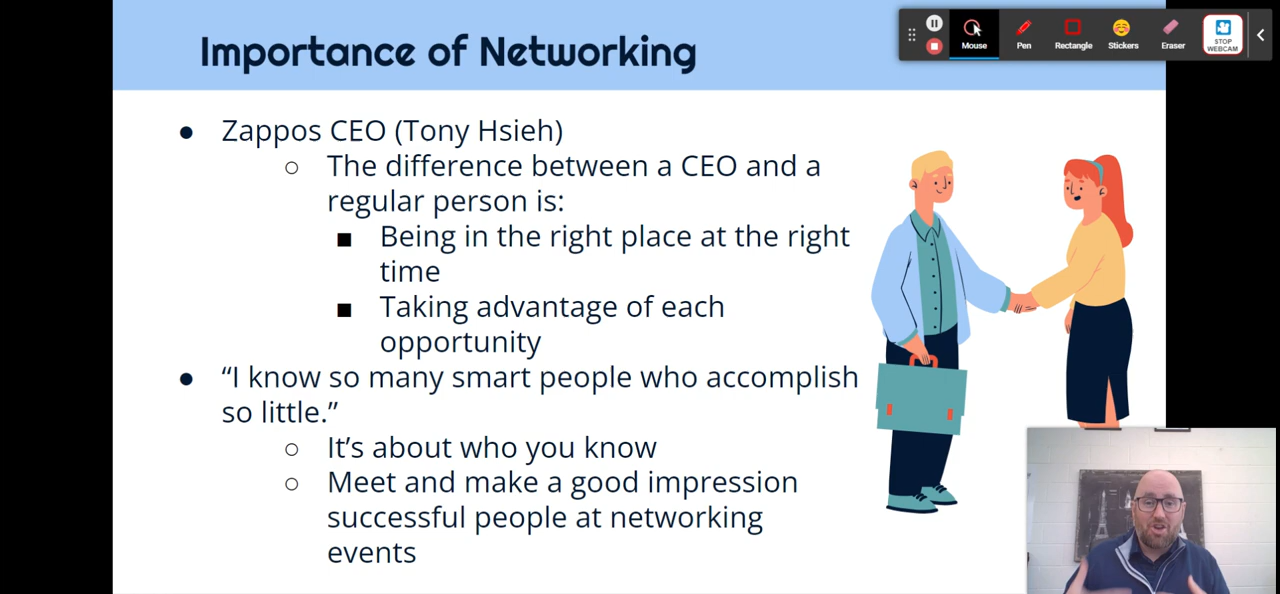 Importance of Networking
Mouse
Pen
Rectangle
Stickers
Eraser
STOP
WEBCAM
● Zappos CEO (Tony Hsieh)
○ The difference between a CEO and a
regular person is:
■ Being in the right place at the right
time
■ Taking advantage of each
opportunity
● “I know so many smart people who accomplish
so little.”
○ It’s about who you know
○ Meet and make a good impression
successful people at networking
events